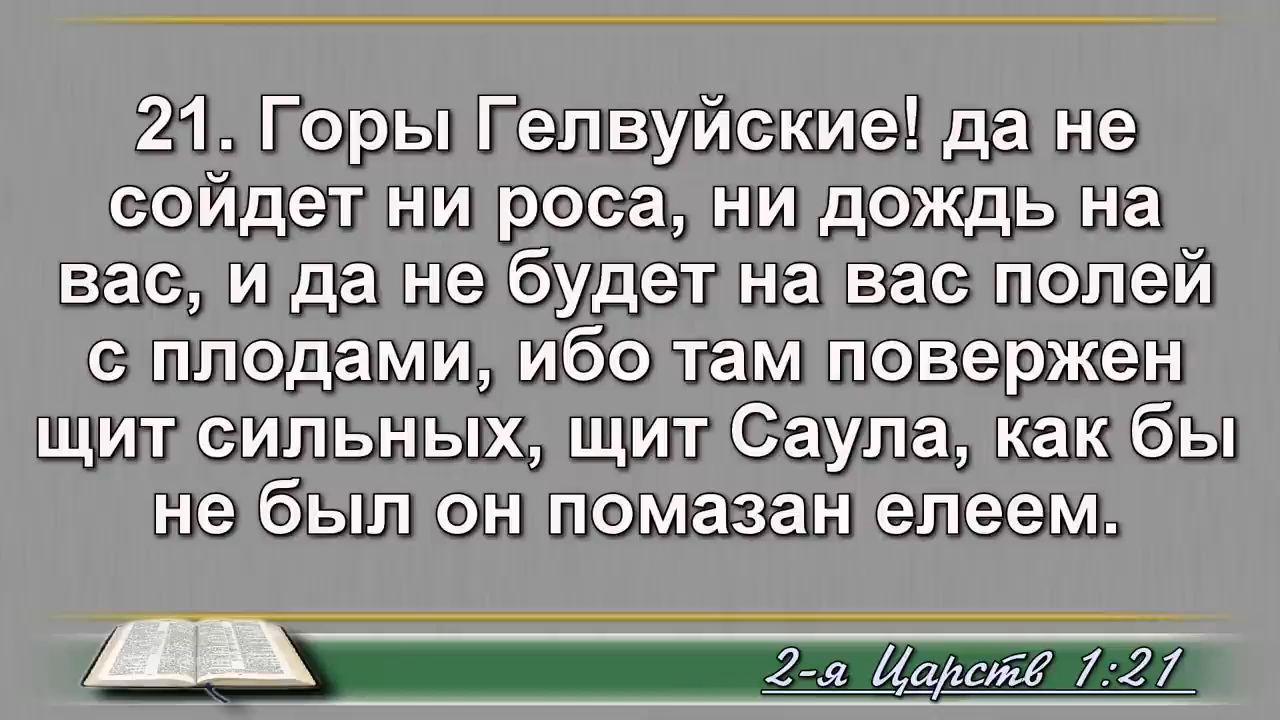 21. Горы Гелвуйские! да не
сойдет ни роса, ни дождь на
вас, и да не будет на вас полей
с плодами, ибо там повержен
щит сильных, щит Саула, как бы
не был он помазан елеем.
2-я Царств 1:21